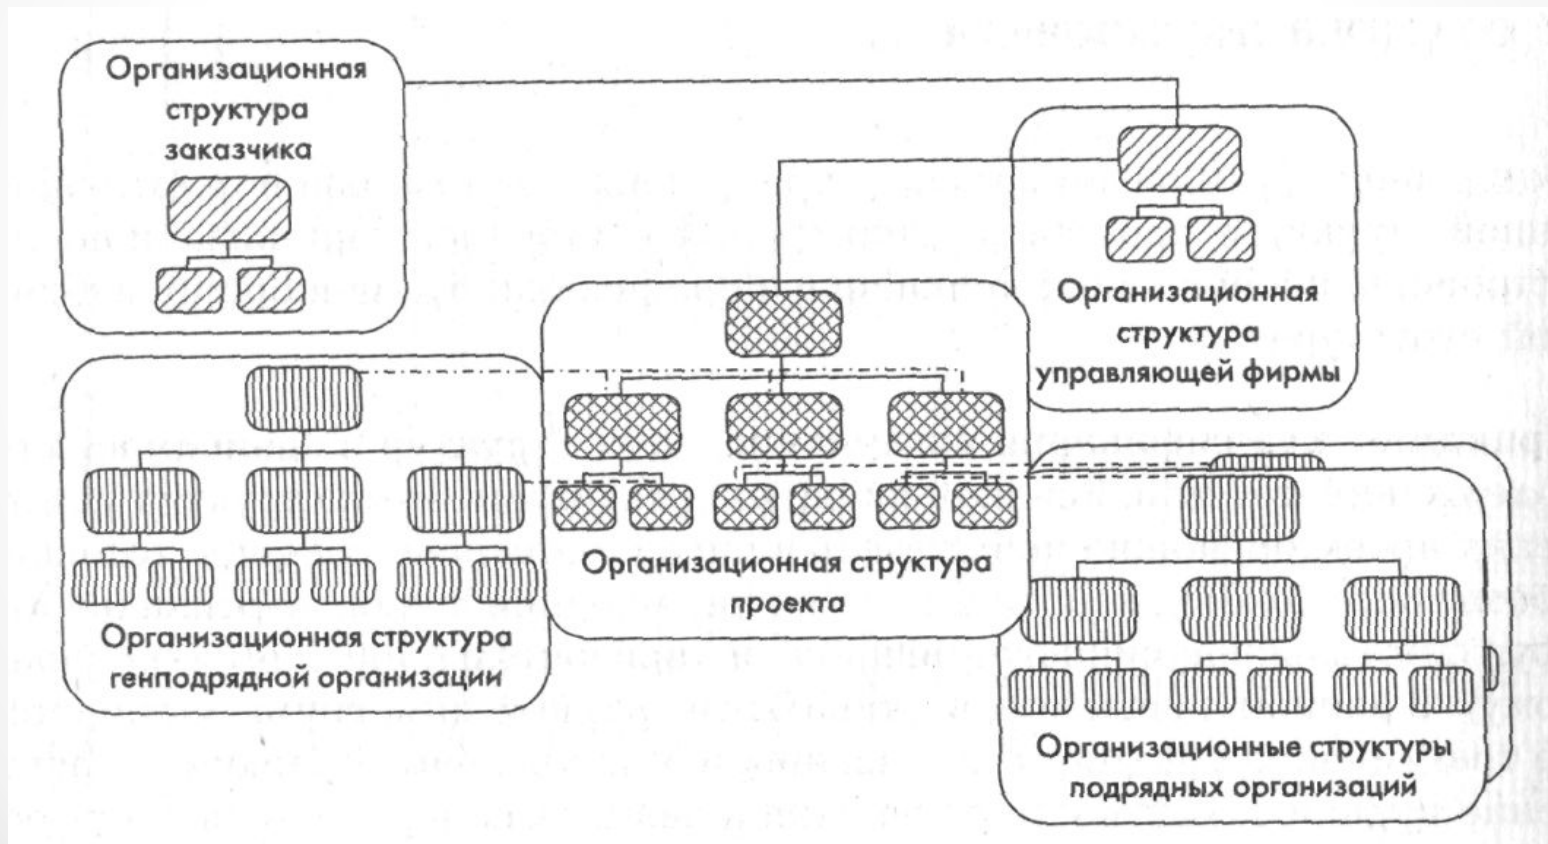 Организационная
структура
заказчика
Организационная
структура
управляющей фирмы
Организационная структура
проекта
Организационная структура
генподрядной организации
Организационные структуры
подрядных организаций